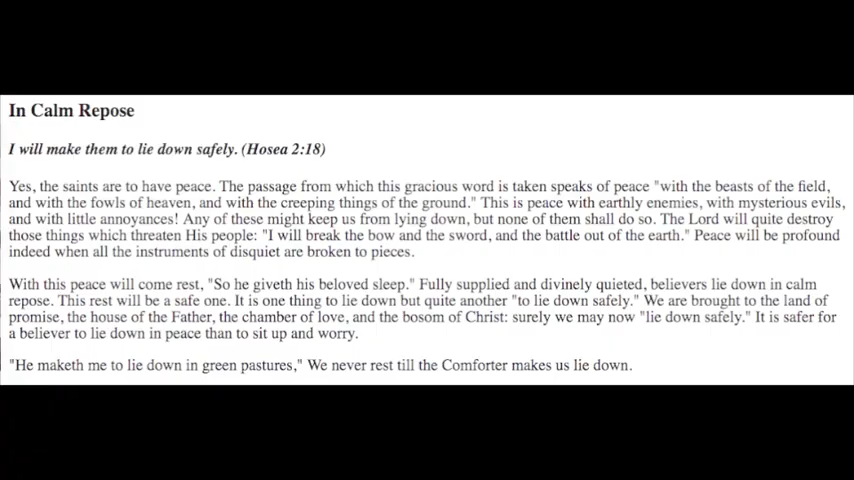 In Calm Repose
I will make them to lie down safely. (Hosea 2:18)
Yes, the saints are to have peace. The passage from which this gracious word is taken speaks of peace "with the beasts of the field,
and with the fowls of heaven, and with the creeping things of the ground." This is peace with earthly enemies, with mysterious evils,
and with little annoyances! Any of these might keep us from lying down, but none of them shall do so. The Lord will quite destroy
those things which threaten His people: "I will break the bow and the sword, and the battle out of the earth." Peace will be profound
indeed when all the instruments of disquiet are broken to pieces.
With this peace will come rest, "So he giveth his beloved sleep." Fully supplied and divinely quieted, believers lie down in calm
repose. This rest will be a safe one. It is one thing to lie down but quite another "to lie down safely." We are brought to the land of
promise, the house of the Father, the chamber of love, and the bosom of Christ: surely we may now "lie down safely." It is safer for
a believer to lie down in peace than to sit up and worry.
"He maketh me to lie down in green pastures," We never rest till the Comforter makes us lie down.